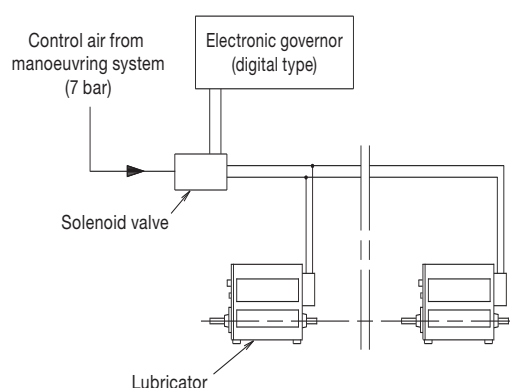 Control air from
manoeuvring system
(7 bar)
Electronic governor
(digital type)
Solenoid valve
Lubricator